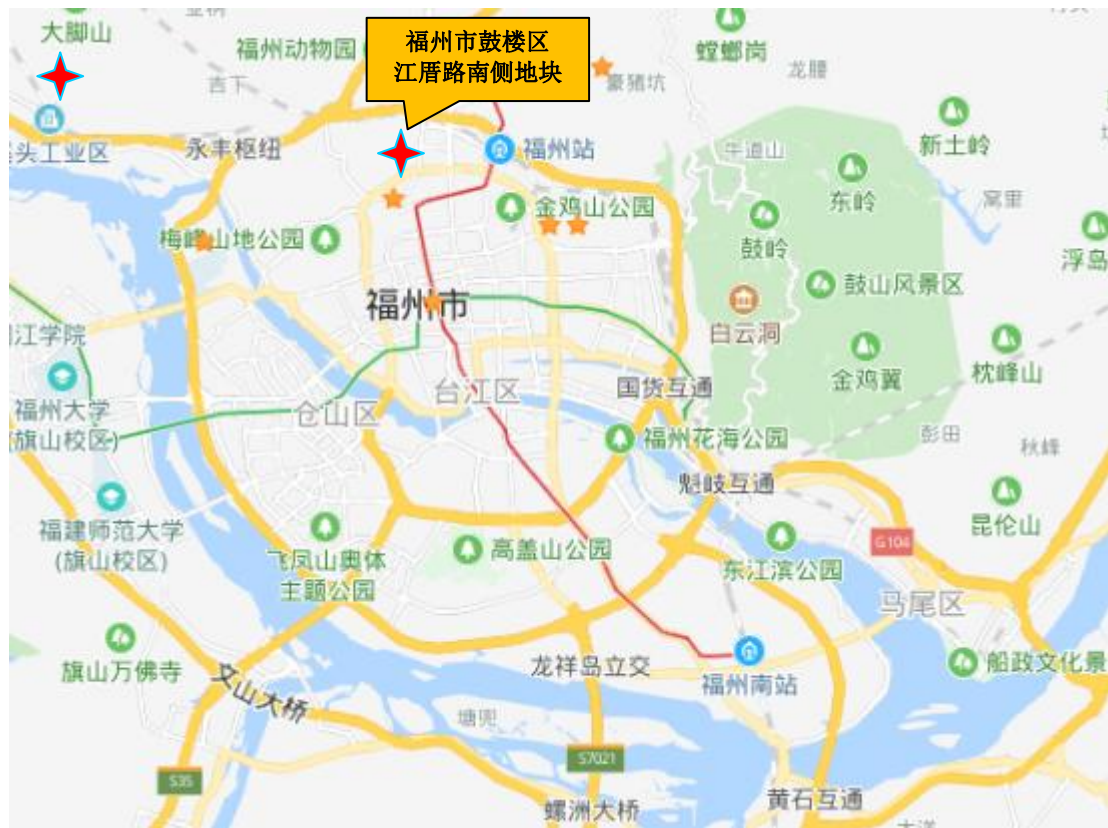 大脚山
福州动物园
福州市鼓楼区
江厝路南侧地块
螳螂岗
龙腰
吉下
豪猪坑
新土岭
头工业区
永丰枢纽
福州站
牛道山
东岭
窝里
金鸡山公园
梅峰山地公园
鼓岭
浮岛
鼓山风景区
福州市
白云洞
江学院
金鸡翼
枕峰山
台江区
国货互通
福州大学
(旗山校区)
仓山区
福州花海公园
彭田
秋峰
魁岐互通
福建师范大学
(旗山校区)
飞凤山奥体
主题公园
高盖山公园
G104
昆伦山
东江滨公园
马尾区
旗山万佛寺
龙祥岛立交
福州南站
船政文化景
文山大桥
塘兜
S7021
S35
螺洲大桥
黄石互通